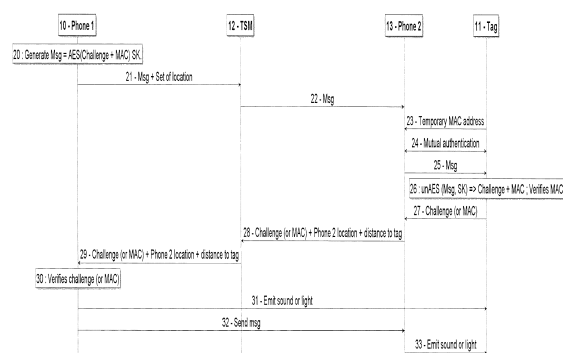 10 - Phone 1
12 - TSM
13 - Phone 2
11 - Tag
20 : Generate Msg = AES(Challenge + MAC) SK
21 - Msg + Set of location
22 - Msg
23 - Temporary MAC address
24 - Mutual authentication
25 - Msg
26 : unAES (Msg, SK) => Challenge + MAC ; Verifies MAC
27 - Challenge (or MAC)
28 - Challenge (or MAC) + Phone 2 location + distance to tag
29 - Challenge (or MAC) + Phone 2 location + distance to tag
30 : Verifies challenge (or MAC)
31 - Emit sound or light
32 - Send msg
33 - Emit sound or light